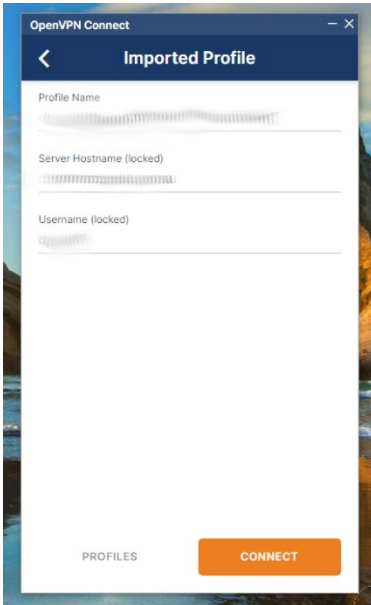 OpenVPN Connect
Imported Profile
Profile Name
Server Hostname (locked)
Username (locked)
PROFILES
CONNECT